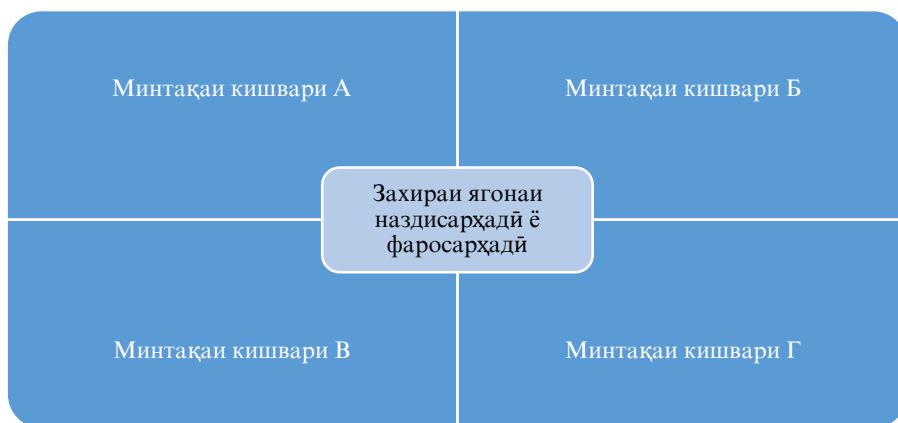 Минтақаи кишвари А
Минтақаи кишвари Б
Захираи ягонаи
наздисарҳадӣ ё
фаросарҳадӣ
Минтақаи кишвари В
Минтақаи кишвари Г